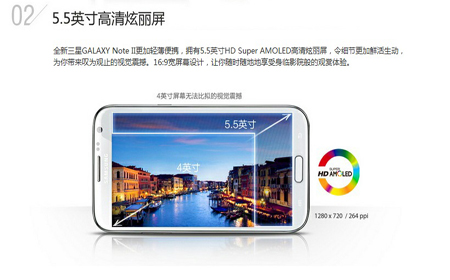 02/ 5.5英寸高清炫丽屏
全新三星GALAXY Note II更加轻薄便携，拥有5.5英寸HD Super AMOLED高清炫丽屏，令细节更加鲜活生动，
为你带来叹为观止的视觉震撼。16:9宽屏幕设计，让你随时随地地享受身临影院般的观赏体验。
4英寸屏幕无法比拟的视觉震撼
5.5英寸
4英寸
SUPER
HD AMOLED
1280 x 720 / 264 ppi